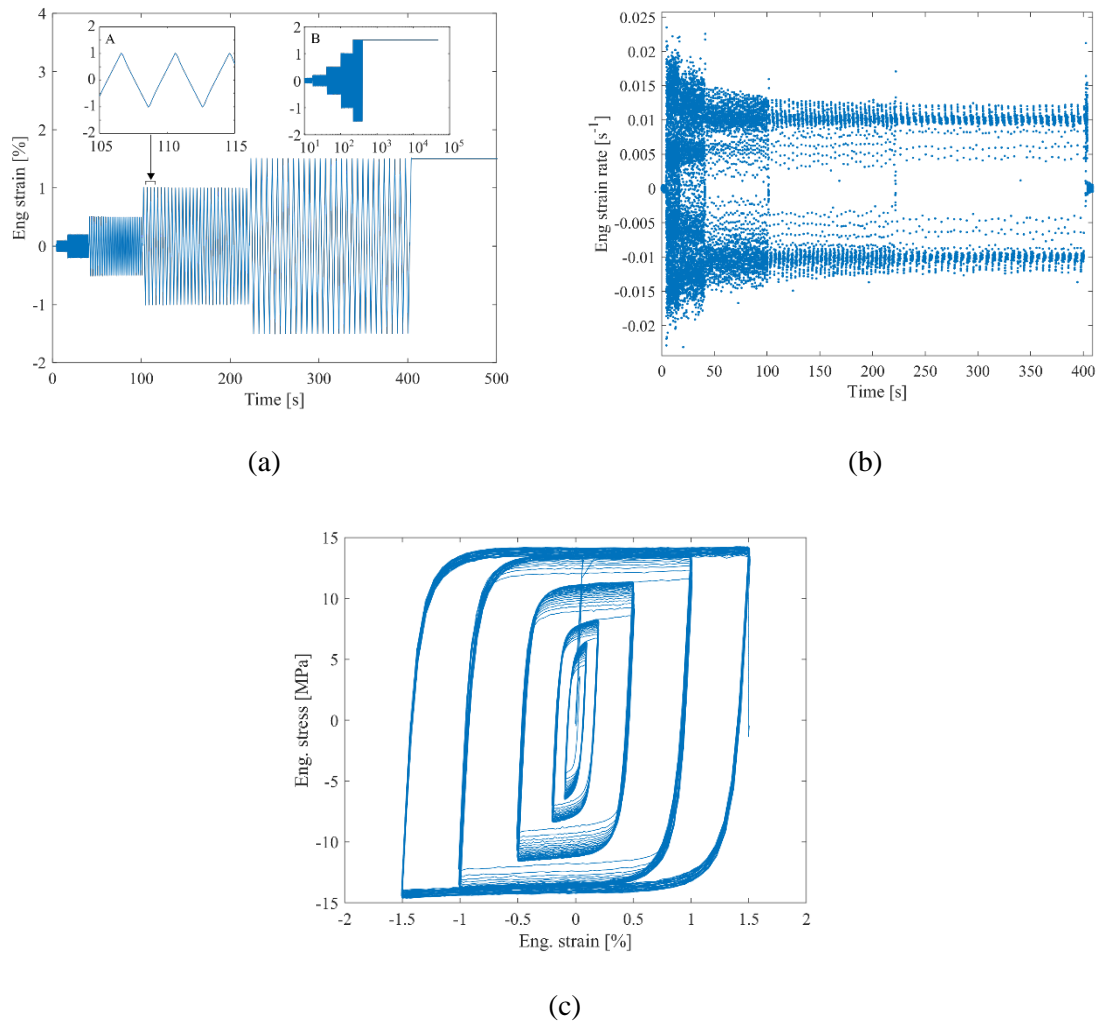 4%
3
2
1
0
-1
-2
Eng strain [%]
0 100 200 300 400 500
Time [s]
A
2
1
0
-1
-2
105 110 115
B
2
1
0
-1
-2
10¹ 10² 10³ 10⁴ 10⁵
(a)
0.025
0.02
0.015
0.01
0.005
0
-0.005
-0.01
-0.015
-0.02
Eng strain rate [s⁻¹]
0 50 100 150 200 250 300 350 400
Time [s]
(b)
15
10
5
0
-5
-10
-15
Eng. stress [MPa]
-2 -1.5 -1 -0.5 0 0.5 1 1.5 2
Eng. strain [%]
(c)